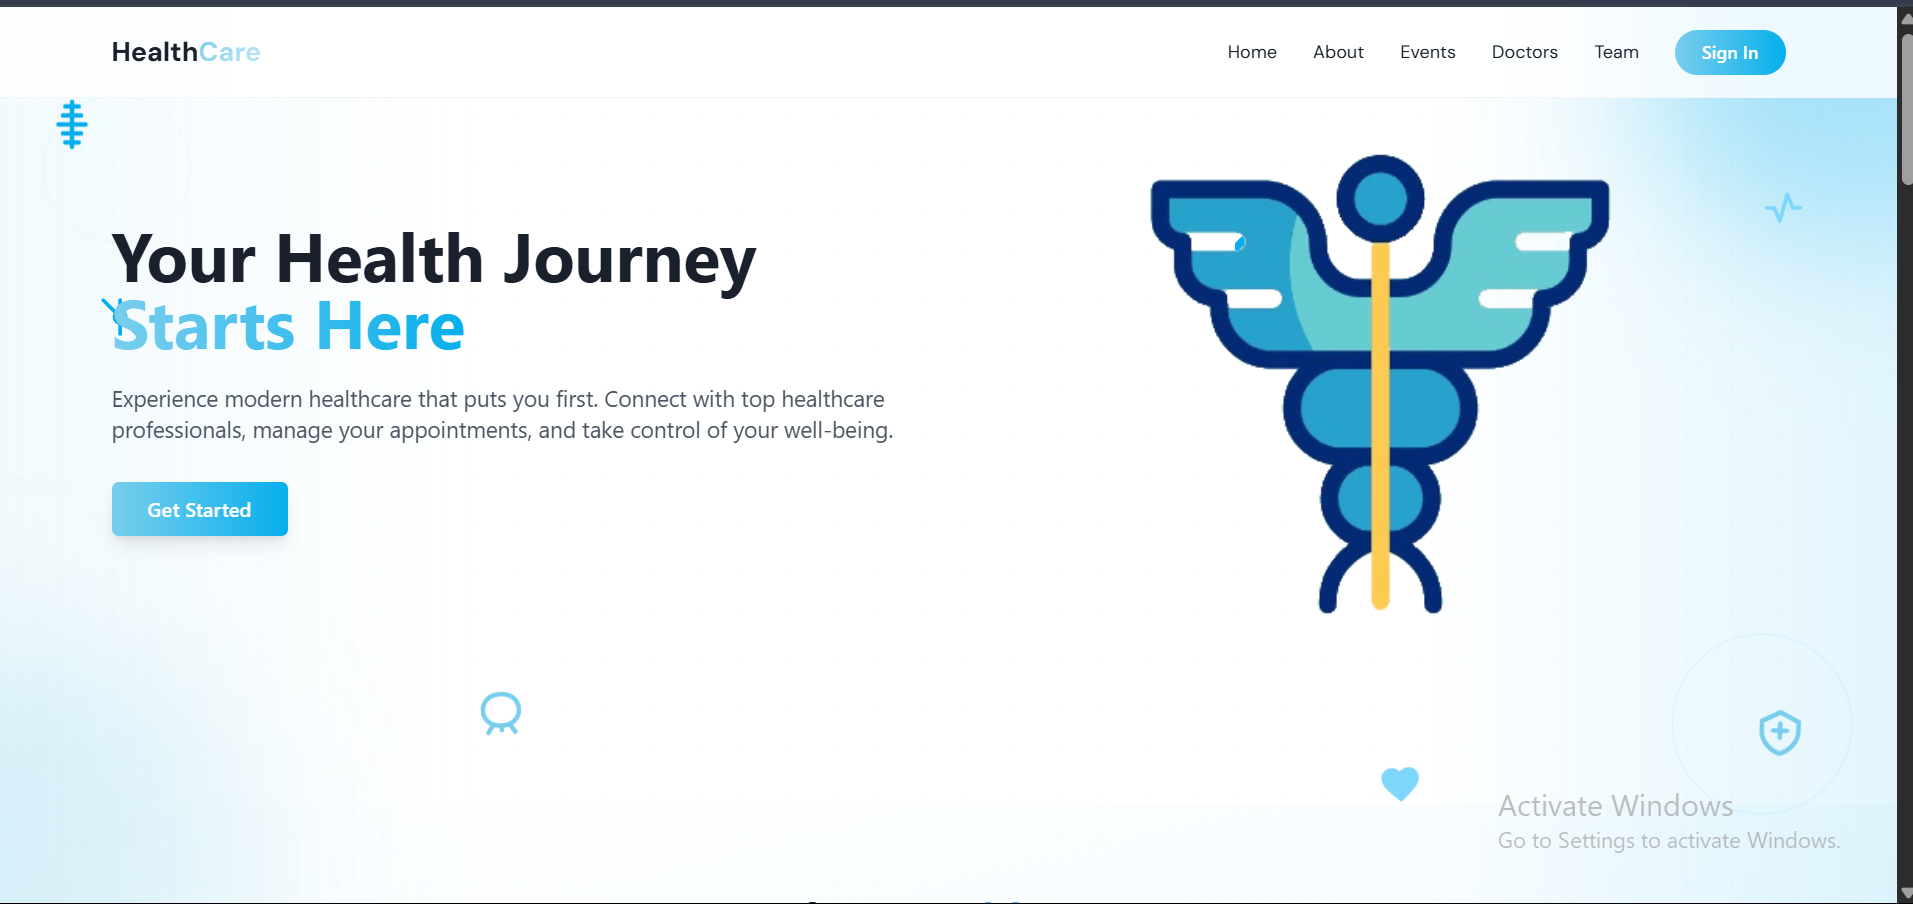 HealthCare
Home About Events Doctors Team Sign In
Your Health Journey
Starts Here
Experience modern healthcare that puts you first. Connect with top healthcare
professionals, manage your appointments, and take control of your well-being.
Get Started
Activate Windows
Go to Settings to activate Windows.